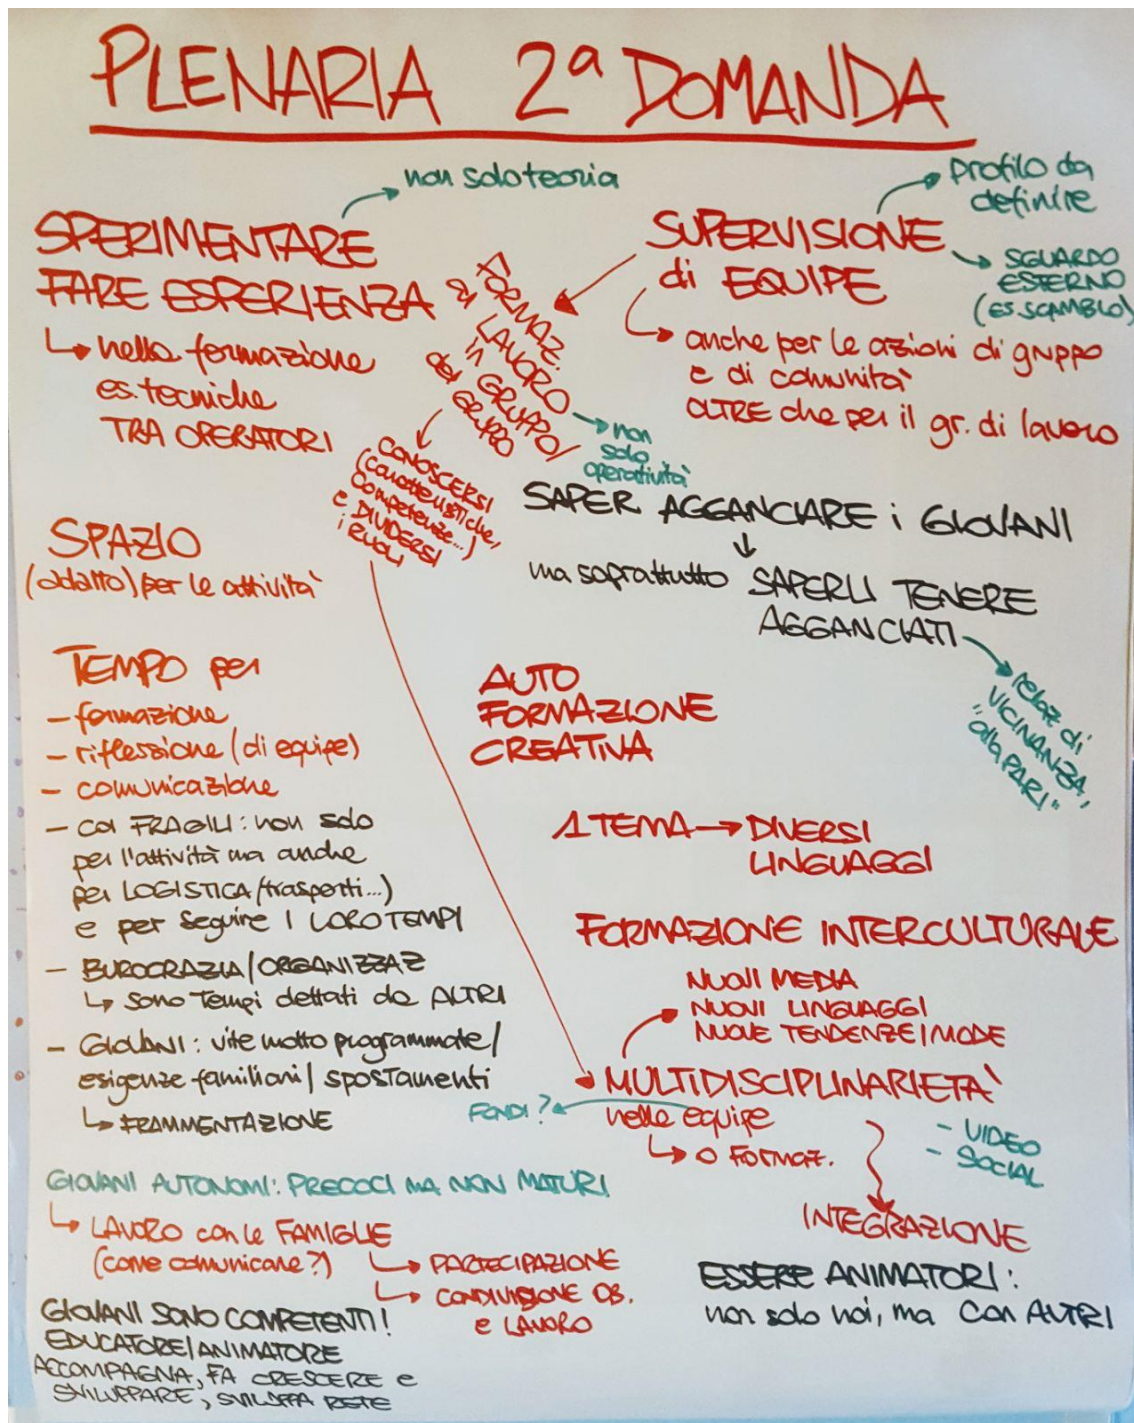 PLENARIA 2ª DOMANDA
non solo teoria
SPERIMENTARE
FARE ESPERIENZA
↳ nella formazione
es. tecniche
TRA OPERATORI
profilo da
definire
SUPERVISIONE
di EQUIPE
SGUARDO
ESTERNO
(ES. SCAMBIO)
↳ anche per le azioni di gruppo
e di comunità
OLTRE che per il gr. di lavoro
FORMAZ.
al LAVORO
in GRUPPO/
del GRUPPO
non
solo
operatività
CONOSCERSI
(caratteristiche,
competenze...)
e DIVIDERSI
i RUOLI
SAPER AGGANCIARE i GIOVANI
↓
ma soprattutto SAPERLI TENERE
AGGANCIATI
relaz. di
VICINANZA,
"alla PARI"
SPAZIO
(adatto) per le attività
TEMPO per
- formazione
- riflessione (di equipe)
- comunicazione
- COI FRAGILI: non solo
per l'attività ma anche
per LOGISTICA (trasporti...)
e per seguire I LORO TEMPI
- BUROCRAZIA/ORGANIZZAZ
↳ sono Tempi dettati da ALTRI
- GIOVANI: vite molto programmate/
esigenze familiari/ spostamenti
↳ FRAMMENTAZIONE
AUTO
FORMAZIONE
CREATIVA
1 TEMA → DIVERSI
LINGUAGGI
FORMAZIONE INTERCULTURALE
NUOVI MEDIA
NUOVI LINGUAGGI
NUOVE TENDENZE/MODE
MULTIDISCIPLINARIETA'
nelle equipe
↳ O FORMAZ.
FONDI?
- VIDEO
- SOCIAL
INTEGRAZIONE
GIOVANI AUTONOMI: PRECOCI MA NON MATURI
↳ LAVORO con le FAMIGLIE
(come comunicare?)
↳ PARTECIPAZIONE
↳ CONDIVISIONE OB.
e LAVORO
ESSERE ANIMATORI:
non solo noi, ma con ALTRI
GIOVANI SONO COMPETENTI!
EDUCATORE/ANIMATORE
ACCOMPAGNA, FA CRESCERE e
SVILUPPARE, SVILUPPA RETE